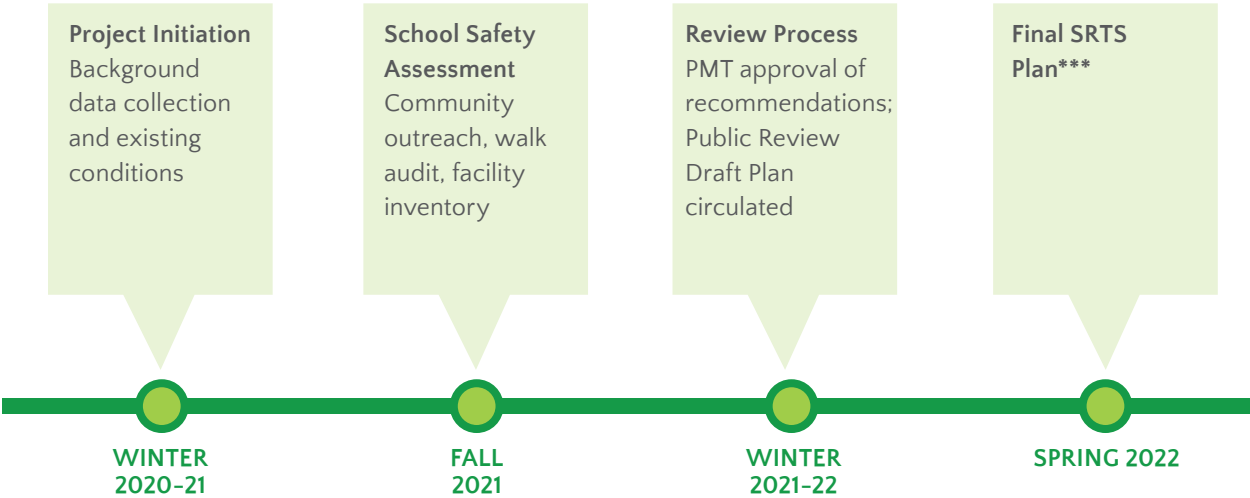 Project Initiation
Background
data collection
and existing
conditions
School Safety
Assessment
Community
outreach, walk
audit, facility
inventory
Review Process
PMT approval of
recommendations;
Public Review
Draft Plan
circulated
Final SRTS
Plan***
WINTER
2020-21
FALL
2021
WINTER
2021-22
SPRING 2022